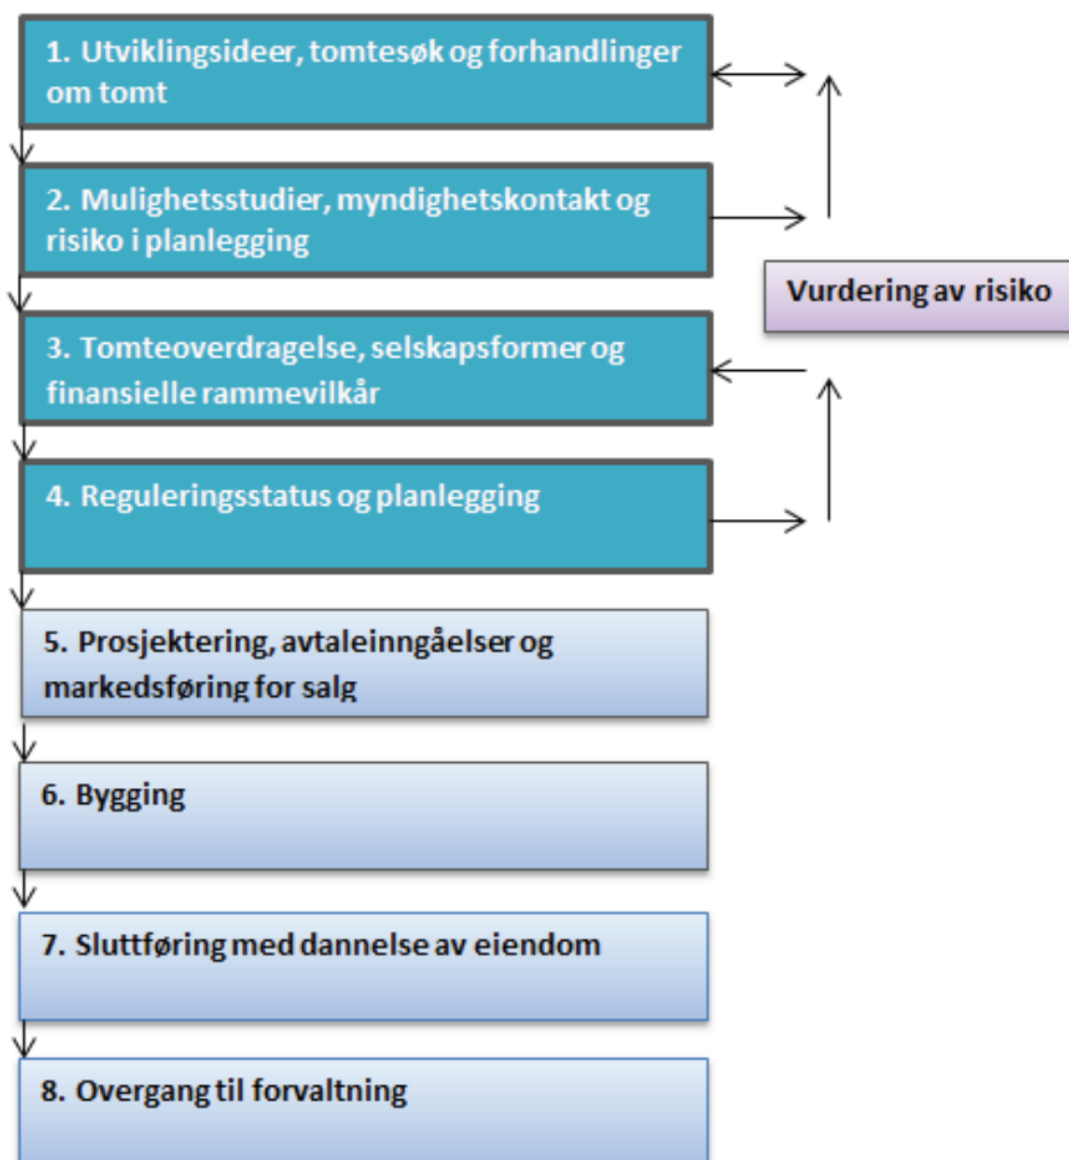 1. Utviklingsideer, tomtesøk og forhandlinger
om tomt
2. Mulighetsstudier, myndighetskontakt og
risiko i planlegging
Vurdering av risiko
3. Tomteoverdragelse, selskapsformer og
finansielle rammevilkår
4. Reguleringsstatus og planlegging
5. Prosjektering, avtaleinngåelser og
markedsføring for salg
6. Bygging
7. Sluttføring med dannelse av eiendom
8. Overgang til forvaltning